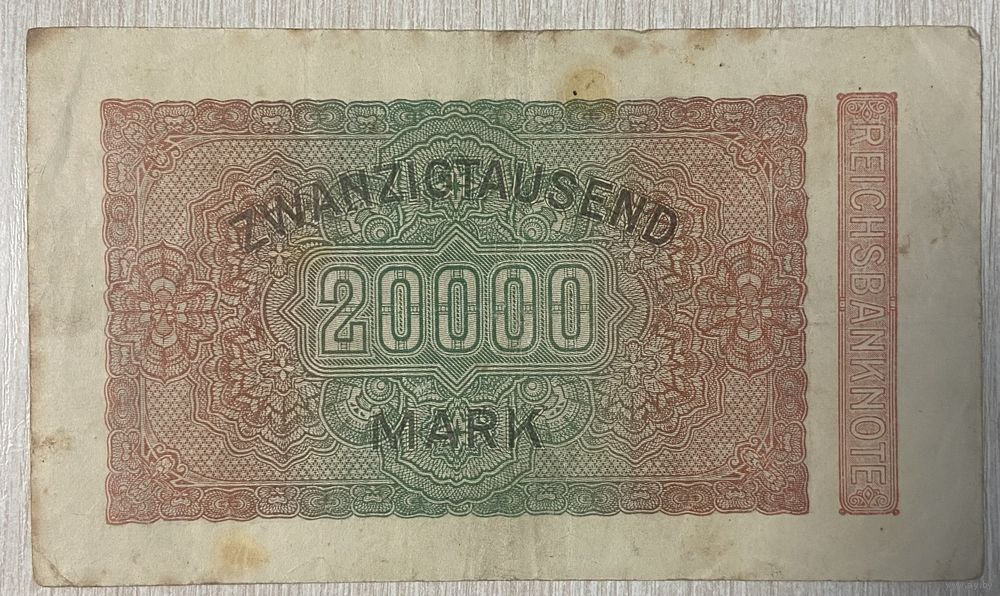 ZWANZIGTAUSEND
20000
MARK
REICHSBANKNOTE